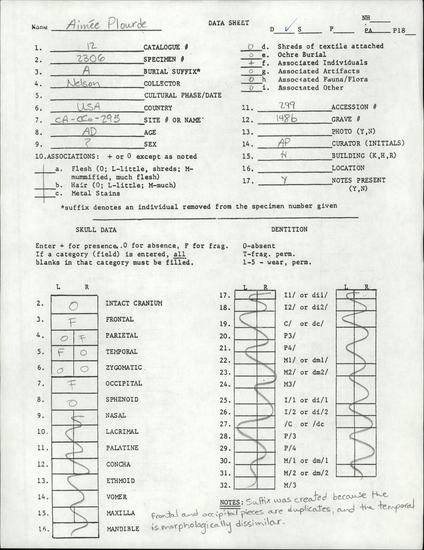 Name Aimée Plourde DATA SHEET D ✓ S F NH PA P18
1. 12 CATALOGUE #
2. 2306 SPECIMEN #
3. A BURIAL SUFFIX*
4. Nelson COLLECTOR
5. CULTURAL PHASE/DATE
6. USA COUNTRY
7. CA-CCO-295 SITE # OR NAME
8. AD AGE
9. ? SEX
0 d. Shreds of textile attached
0 e. Ochre Burial
+ f. Associated Individuals
0 g. Associated Artifacts
0 h. Associated Fauna/Flora
0 i. Associated Other
11. 299 ACCESSION #
12. 148b GRAVE #
13. PHOTO (Y,N)
14. AP CURATOR (INITIALS)
15. H BUILDING (K,H,R)
16. LOCATION
17. Y NOTES PRESENT (Y,N)
10. ASSOCIATIONS: + or 0 except as noted
a. Flesh (0; L-little, shreds; M-mummified, much flesh)
b. Hair (0; L-little; M-much)
c. Metal Stains
*suffix denotes an individual removed from the specimen number given
SKULL DATA
Enter + for presence, 0 for absence, F for frag.
If a category (field) is entered, all
blanks in that category must be filled.
DENTITION
0-absent
T-frag. perm.
1-5 - wear, perm.
L R
2. 0 INTACT CRANIUM
3. F FRONTAL
4. 0 F PARIETAL
5. F 0 TEMPORAL
6. 0 0 ZYGOMATIC
7. F OCCIPITAL
8. 0 SPHENOID
9. NASAL
10. LACRIMAL
11. PALATINE
12. CONCHA
13. ETHMOID
14. VOMER
15. MAXILLA
16. MANDIBLE
L R L R
17. I1/ or di1/
18. I2/ or di2/
19. C/ or dc/
20. P3/
21. P4/
22. M1/ or dm1/
23. M2/ or dm2/
24. M3/
25. I/1 or di/1
26. I/2 or di/2
27. /C or /dc
28. P/3
29. P/4
30. M/1 or dm/1
31. M/2 or dm/2
32. M/3
NOTES: Suffix was created because the
frontal and occipital pieces are duplicates, and the temporal
is morphologically dissimilar.